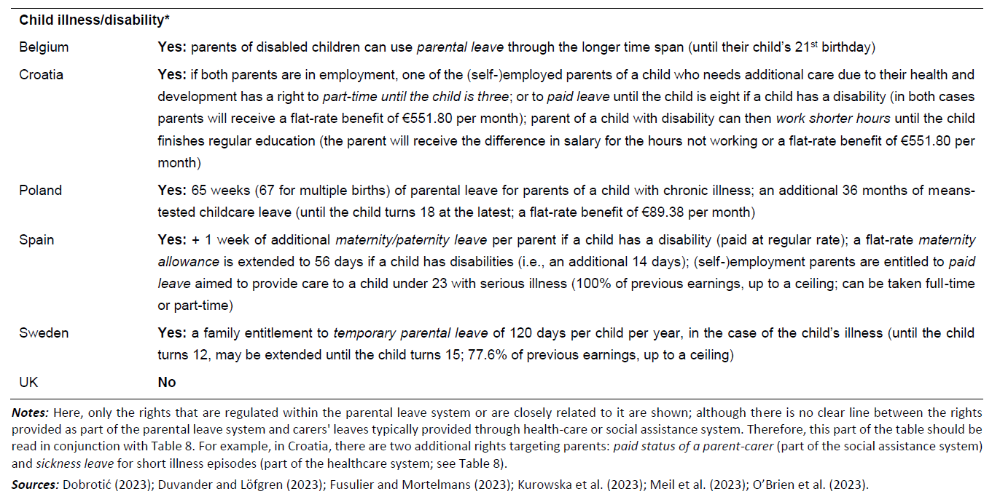 Child illness/disability*
Belgium Yes: parents of disabled children can use parental leave through the longer time span (until their child's 21st birthday)
Croatia Yes: if both parents are in employment, one of the (self-)employed parents of a child who needs additional care due to their health and
development has a right to part-time until the child is three; or to paid leave until the child is eight if a child has a disability (in both cases
parents will receive a flat-rate benefit of €551.80 per month); parent of a child with disability can then work shorter hours until the child
finishes regular education (the parent will receive the difference in salary for the hours not working or a flat-rate benefit of €551.80 per
month)
Poland Yes: 65 weeks (67 for multiple births) of parental leave for parents of a child with chronic illness; an additional 36 months of means-
tested childcare leave (until the child turns 18 at the latest; a flat-rate benefit of €89.38 per month)
Spain Yes: + 1 week of additional maternity/paternity leave per parent if a child has a disability (paid at regular rate); a flat-rate maternity
allowance is extended to 56 days if a child has disabilities (i.e., an additional 14 days); (self-)employment parents are entitled to paid
leave aimed to provide care to a child under 23 with serious illness (100% of previous earnings, up to a ceiling; can be taken full-time
or part-time)
Sweden Yes: a family entitlement to temporary parental leave of 120 days per child per year, in the case of the child's illness (until the child
turns 12, may be extended until the child turns 15; 77.6% of previous earnings, up to a ceiling)
UK No
Notes: Here, only the rights that are regulated within the parental leave system or are closely related to it are shown; although there is no clear line between the rights
provided as part of the parental leave system and carers' leaves typically provided through health-care or social assistance system. Therefore, this part of the table should be
read in conjunction with Table 8. For example, in Croatia, there are two additional rights targeting parents: paid status of a parent-carer (part of the social assistance system)
and sickness leave for short illness episodes (part of the healthcare system; see Table 8).
Sources: Dobrotić (2023); Duvander and Löfgren (2023); Fusulier and Mortelmans (2023); Kurowska et al. (2023); Meil et al. (2023); O'Brien et al. (2023).